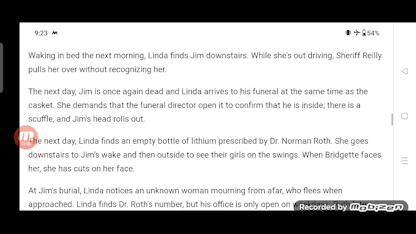 9:23 M 54%
Waking in bed the next morning, Linda finds Jim downstairs. While she's out driving, Sheriff Reilly
pulls her over without recognizing her.
The next day, Jim is once again dead and Linda arrives to his funeral at the same time as the
casket. She demands that the funeral director open it to confirm that he is inside; there is a
scuffle, and Jim's head rolls out.
The next day, Linda finds an empty bottle of lithium prescribed by Dr. Norman Roth. She goes
downstairs to Jim's wake and then outside to see their girls on the swings. When Bridgette faces
her, she has cuts on her face.
At Jim's burial, Linda notices an unknown woman mourning from afar, who flees when
approached. Linda finds Dr. Roth's number, but his office is only open on
Recorded by Mobizen